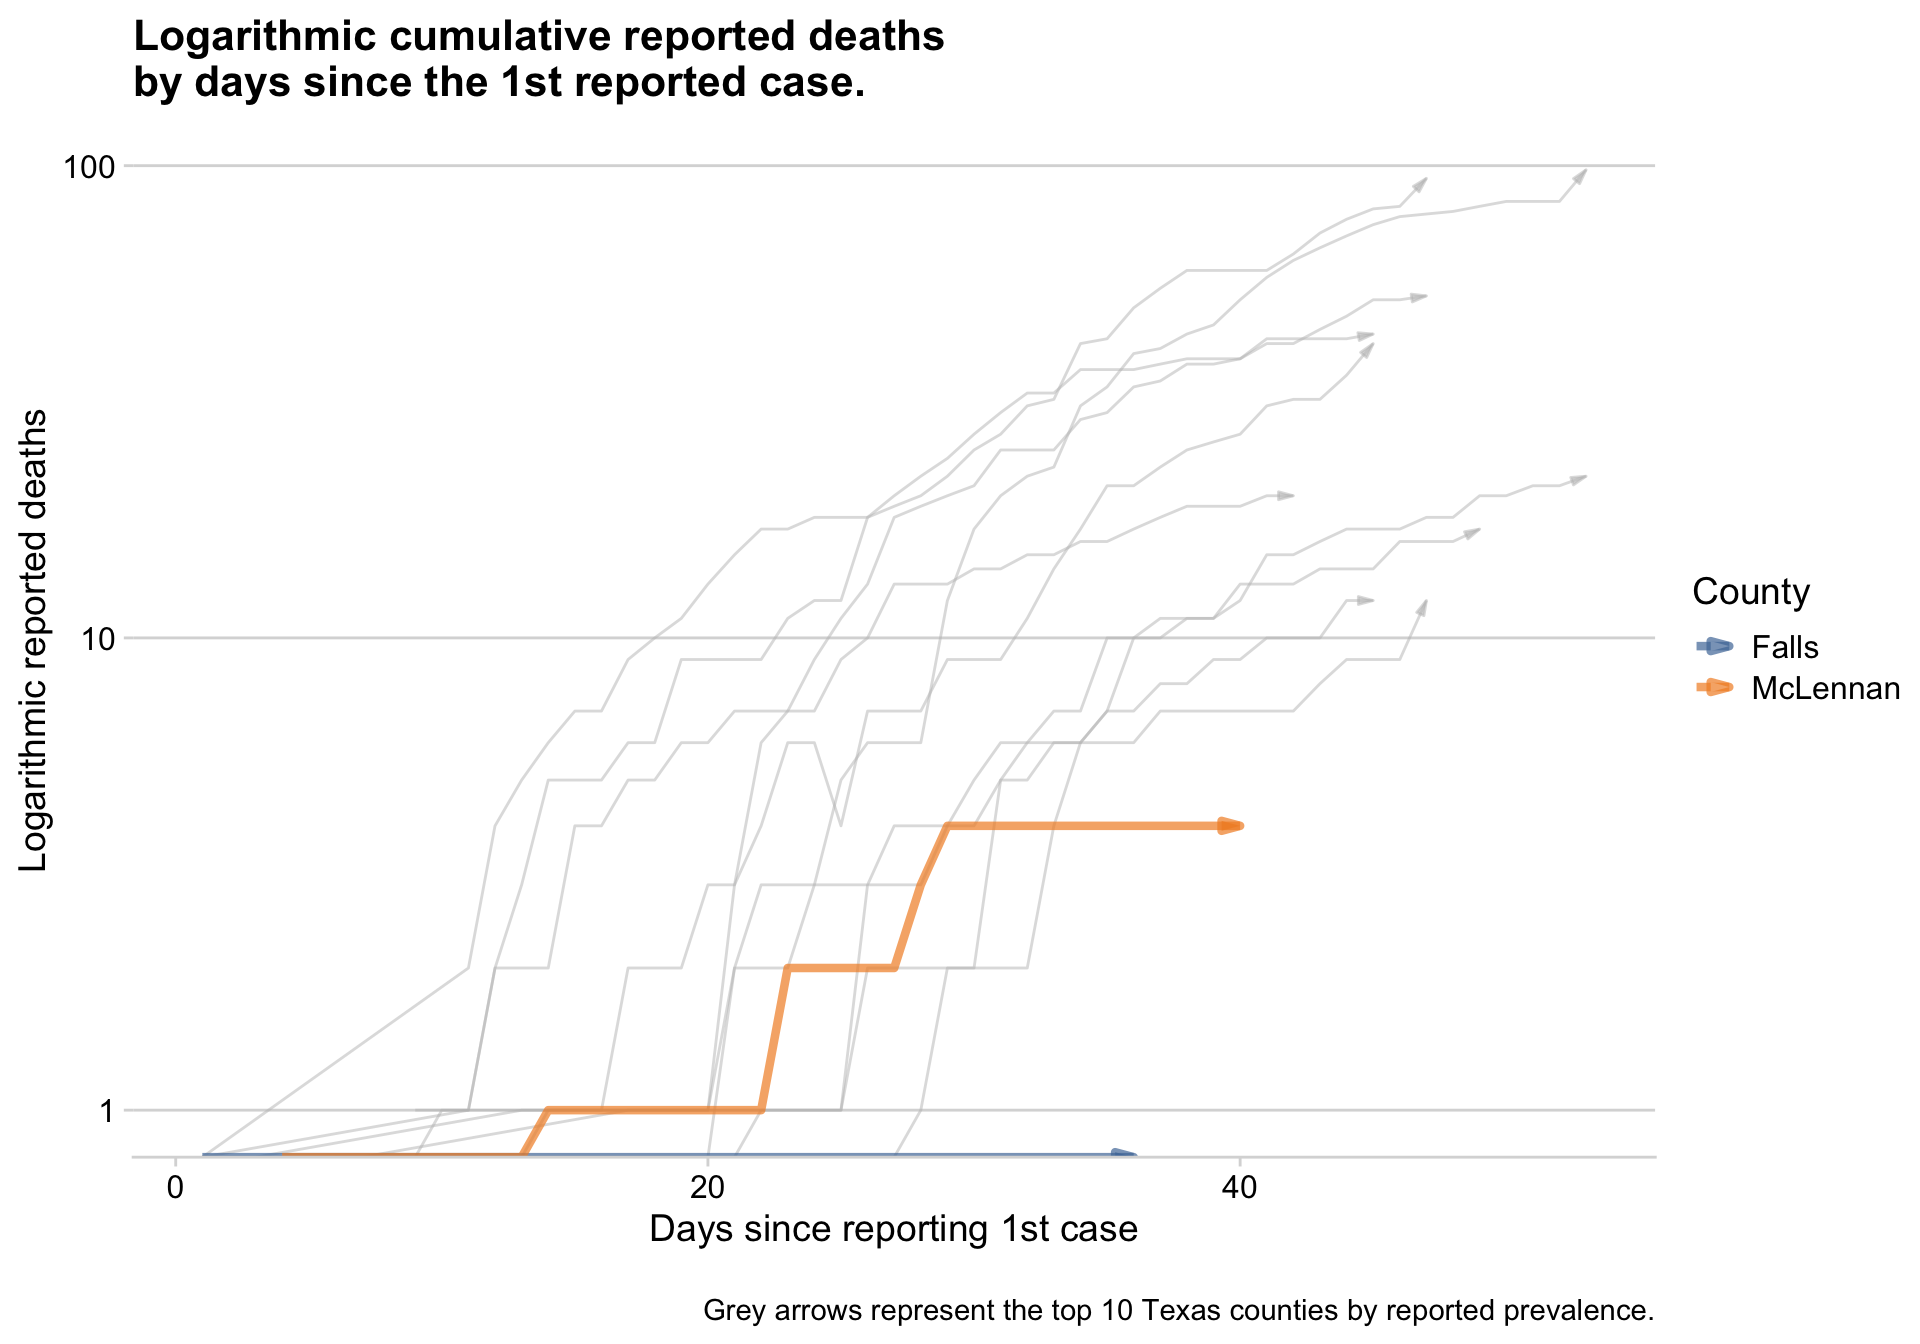 Logarithmic cumulative reported deaths
by days since the 1st reported case.
100
10
1
Logarithmic reported deaths
0
20
40
Days since reporting 1st case
County
Falls
McLennan
Grey arrows represent the top 10 Texas counties by reported prevalence.